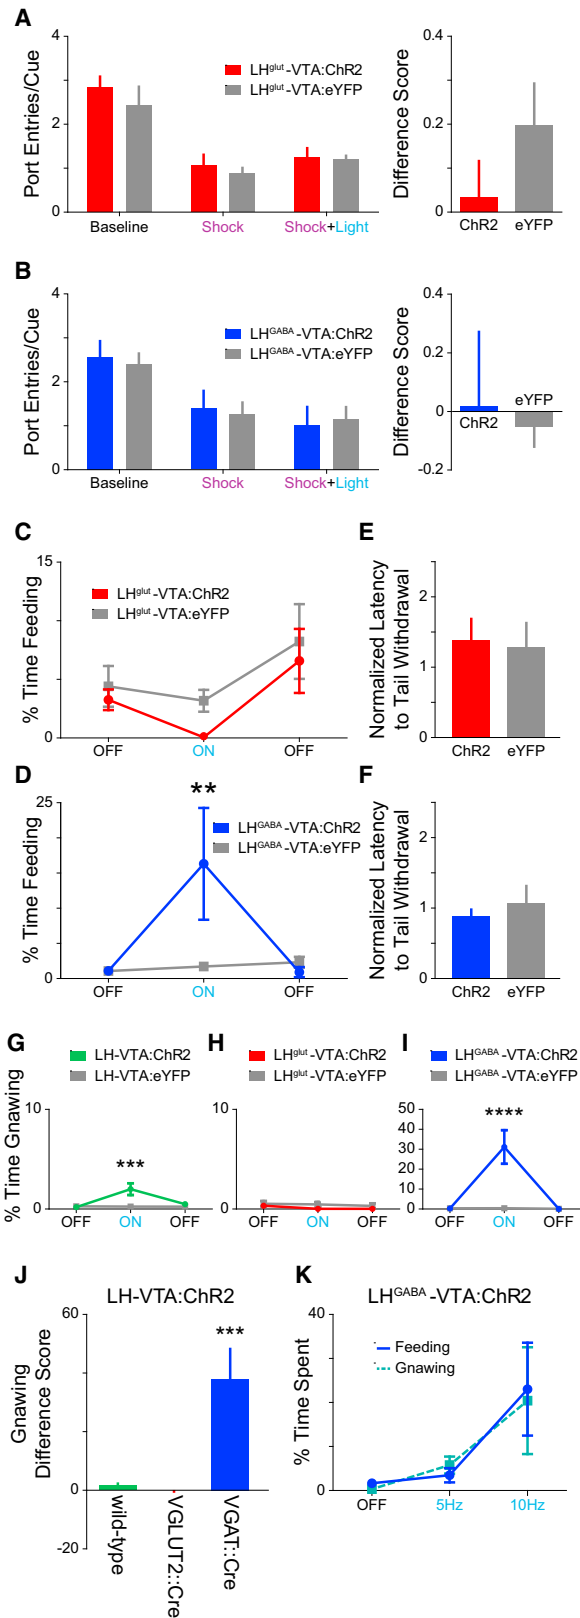 A
Port Entries/Cue
4
2
0
LHglut-VTA:ChR2
LHglut-VTA:eYFP
Baseline
Shock
Shock+Light
Difference Score
0.4
0.2
0
ChR2
eYFP
B
Port Entries/Cue
4
2
0
LHGABA-VTA:ChR2
LHGABA-VTA:eYFP
Baseline
Shock
Shock+Light
Difference Score
0.4
0.2
0
-0.2
eYFP
ChR2
C
% Time Feeding
15
0
LHglut-VTA:ChR2
LHglut-VTA:eYFP
OFF
ON
OFF
E
Normalized Latency
to Tail Withdrawal
2
1
0
ChR2
eYFP
D
% Time Feeding
25
0
**
LHGABA-VTA:ChR2
LHGABA-VTA:eYFP
OFF
ON
OFF
F
Normalized Latency
to Tail Withdrawal
2
1
0
ChR2
eYFP
G
LH-VTA:ChR2
LH-VTA:eYFP
% Time Gnawing
10
0
***
OFF
ON
OFF
H
LHglut-VTA:ChR2
LHglut-VTA:eYFP
10
0
OFF
ON
OFF
I
LHGABA-VTA:ChR2
LHGABA-VTA:eYFP
50
40
30
20
10
0
****
OFF
ON
OFF
J
LH-VTA:ChR2
Gnawing
Difference Score
60
0
-20
***
wild-type
VGLUT2::Cre
VGAT::Cre
K
LHGABA-VTA:ChR2
% Time Spent
40
0
Feeding
Gnawing
OFF
5Hz
10Hz